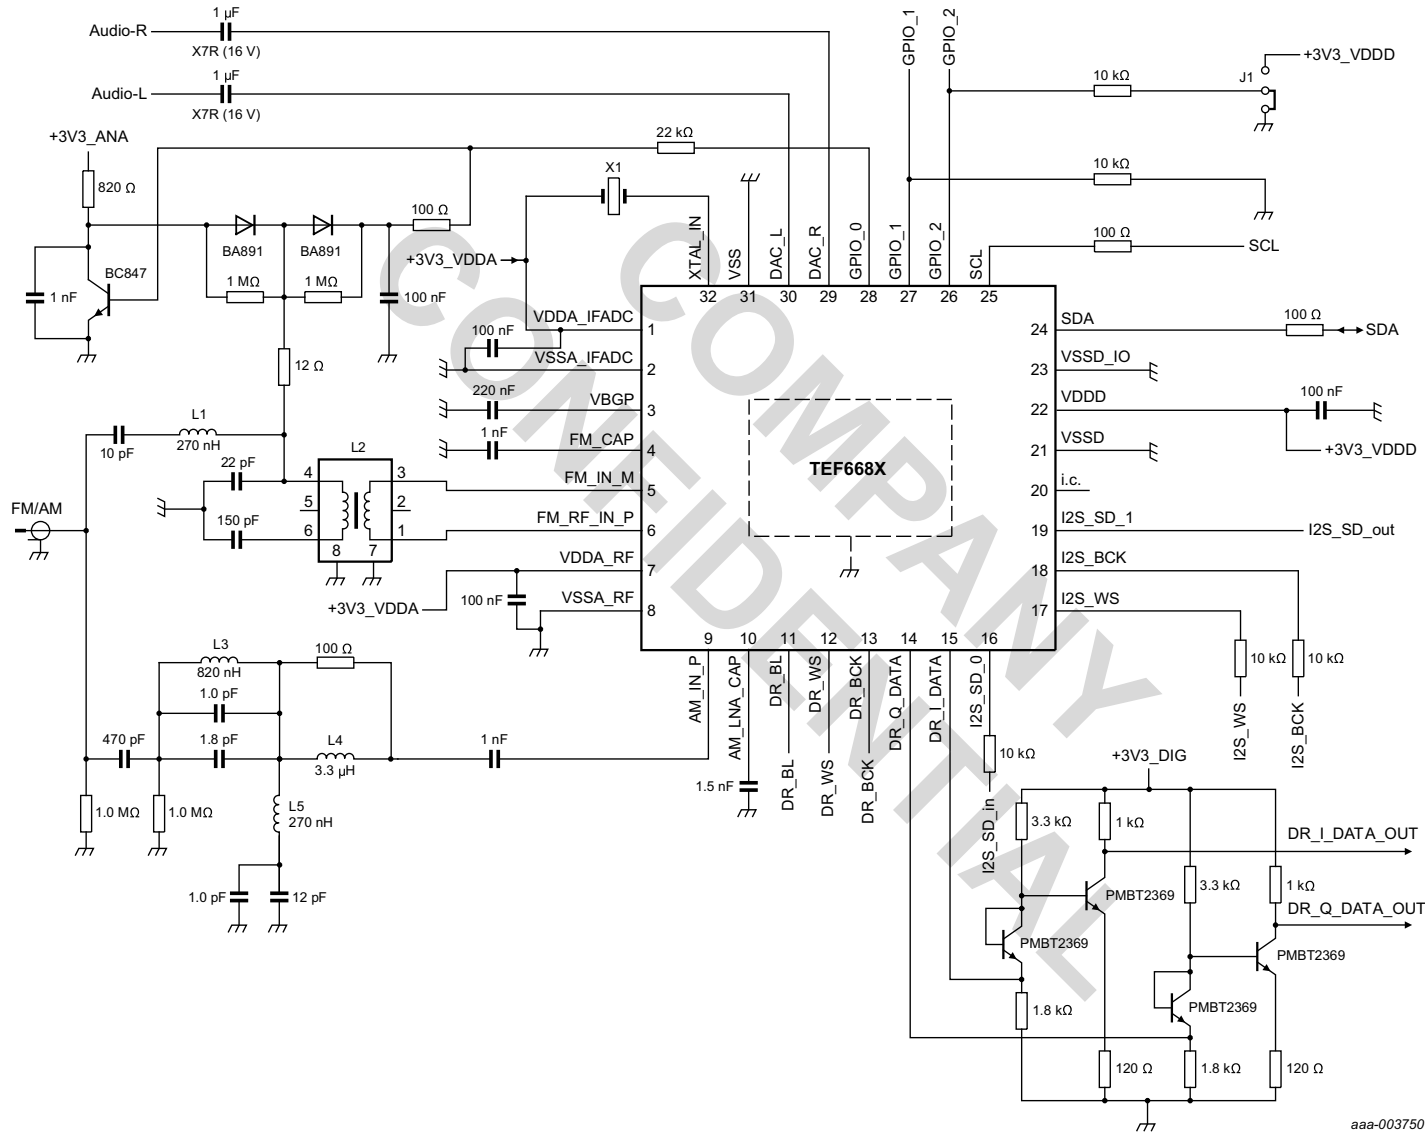 1 µF
Audio-R
X7R (16 V)
1 µF
Audio-L
X7R (16 V)
GPIO_1
GPIO_2
+3V3_VDDD
10 kΩ
J1
+3V3_ANA
22 kΩ
820 Ω
X1
10 kΩ
100 Ω
BA891
BA891
100 Ω
SCL
+3V3_VDDA
BC847
1 MΩ
1 MΩ
1 nF
100 nF
XTAL_IN
VSS
DAC_L
DAC_R
GPIO_0
GPIO_1
GPIO_2
SCL
32
31
30
29
28
27
26
25
VDDA_IFADC
1
24
SDA
100 Ω
SDA
100 nF
VSSA_IFADC
2
23
VSSD_IO
12 Ω
220 nF
VBGP
3
22
VDDD
100 nF
L1
270 nH
10 pF
1 nF
FM_CAP
4
21
VSSD
+3V3_VDDD
22 pF
L2
4
3
FM_IN_M
5
TEF668X
20
i.c.
5
2
FM/AM
150 pF
6
1
FM_RF_IN_P
6
19
I2S_SD_1
I2S_SD_out
8
7
VDDA_RF
7
18
I2S_BCK
+3V3_VDDA
100 nF
VSSA_RF
8
17
I2S_WS
9
10
11
12
13
14
15
16
AM_IN_P
AM_LNA_CAP
DR_BL
DR_WS
DR_BCK
DR_Q_DATA
DR_I_DATA
I2S_SD_0
L3
820 nH
100 Ω
10 kΩ
10 kΩ
1.0 pF
I2S_WS
I2S_BCK
470 pF
1.8 pF
L4
3.3 µH
1 nF
1.5 nF
DR_BL
DR_WS
DR_BCK
10 kΩ
I2S_SD_in
+3V3_DIG
1.0 MΩ
1.0 MΩ
L5
270 nH
3.3 kΩ
1 kΩ
DR_I_DATA_OUT
1.0 pF
12 pF
PMBT2369
3.3 kΩ
1 kΩ
DR_Q_DATA_OUT
PMBT2369
PMBT2369
1.8 kΩ
PMBT2369
120 Ω
1.8 kΩ
120 Ω
COMPANY
CONFIDENTIAL
aaa-003750